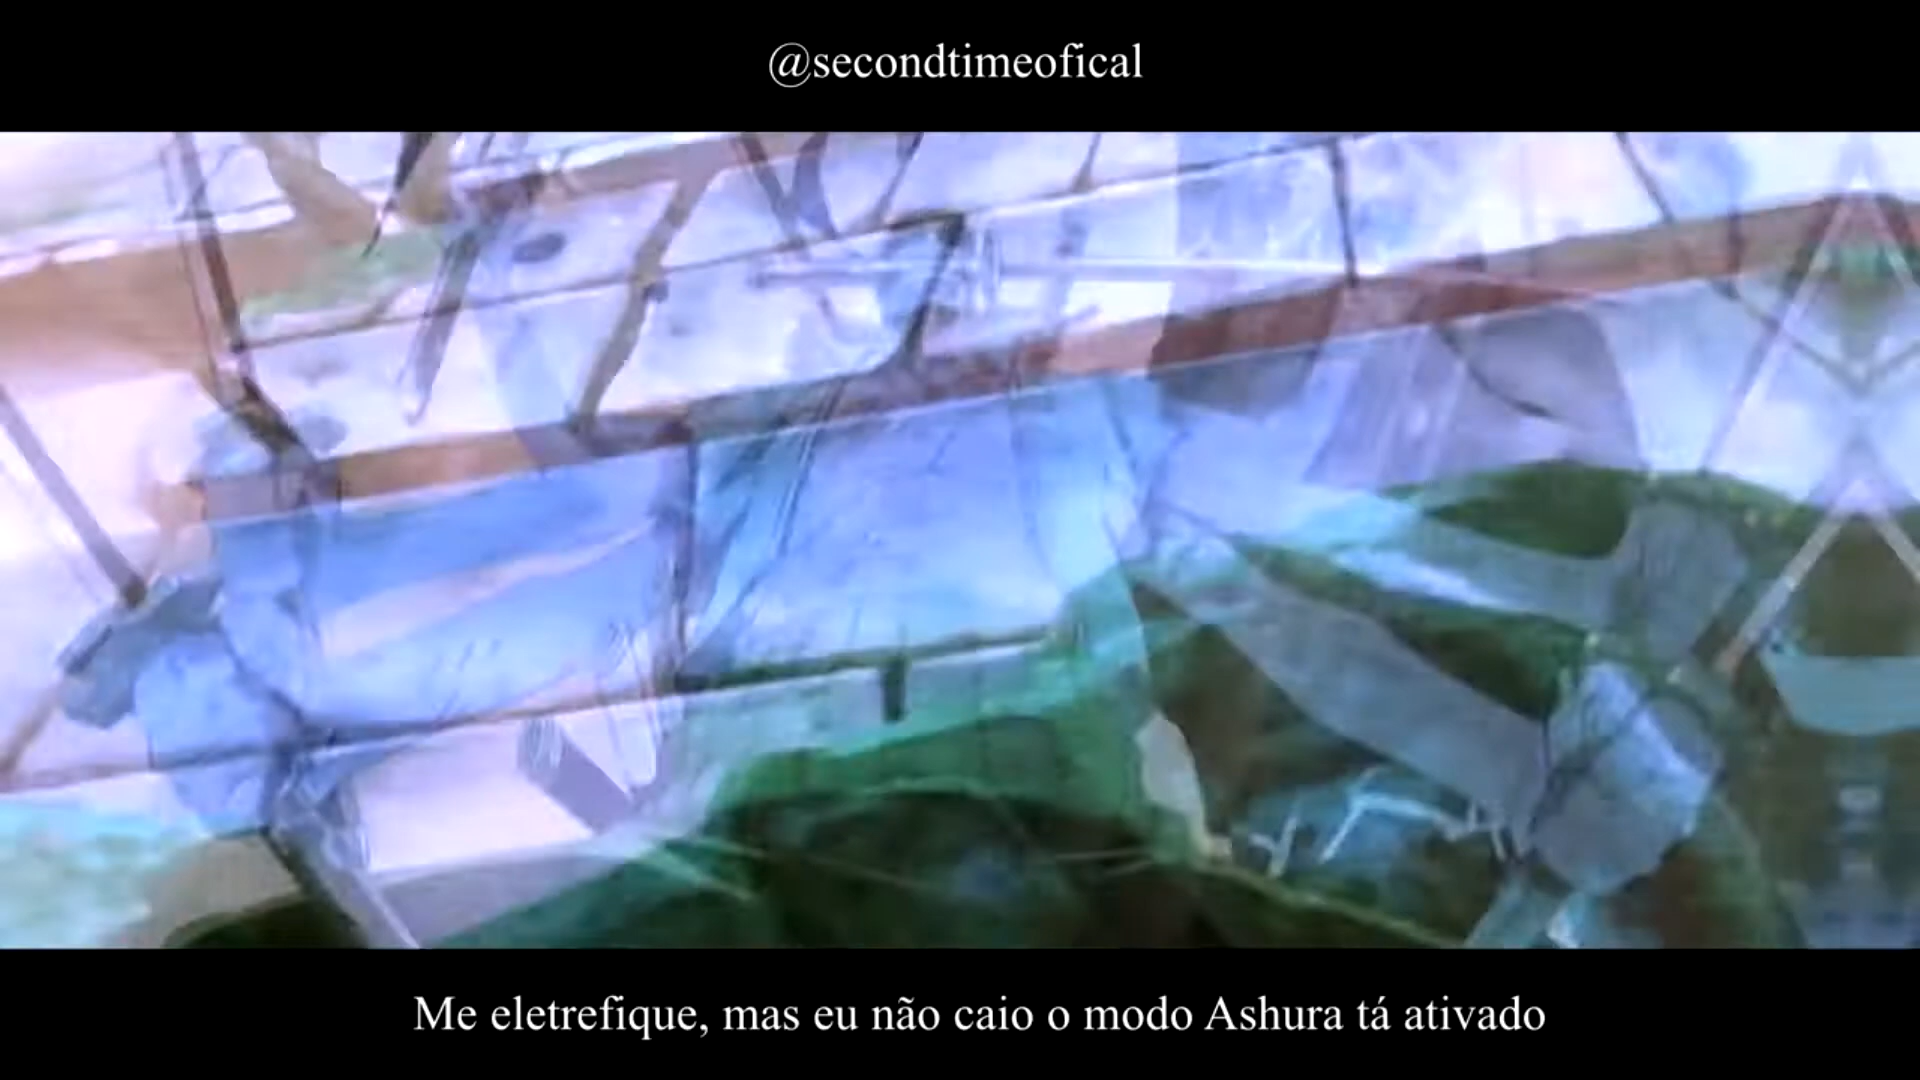 @secondtimeofical
Me eletrefique, mas eu não caio o modo Ashura tá ativado